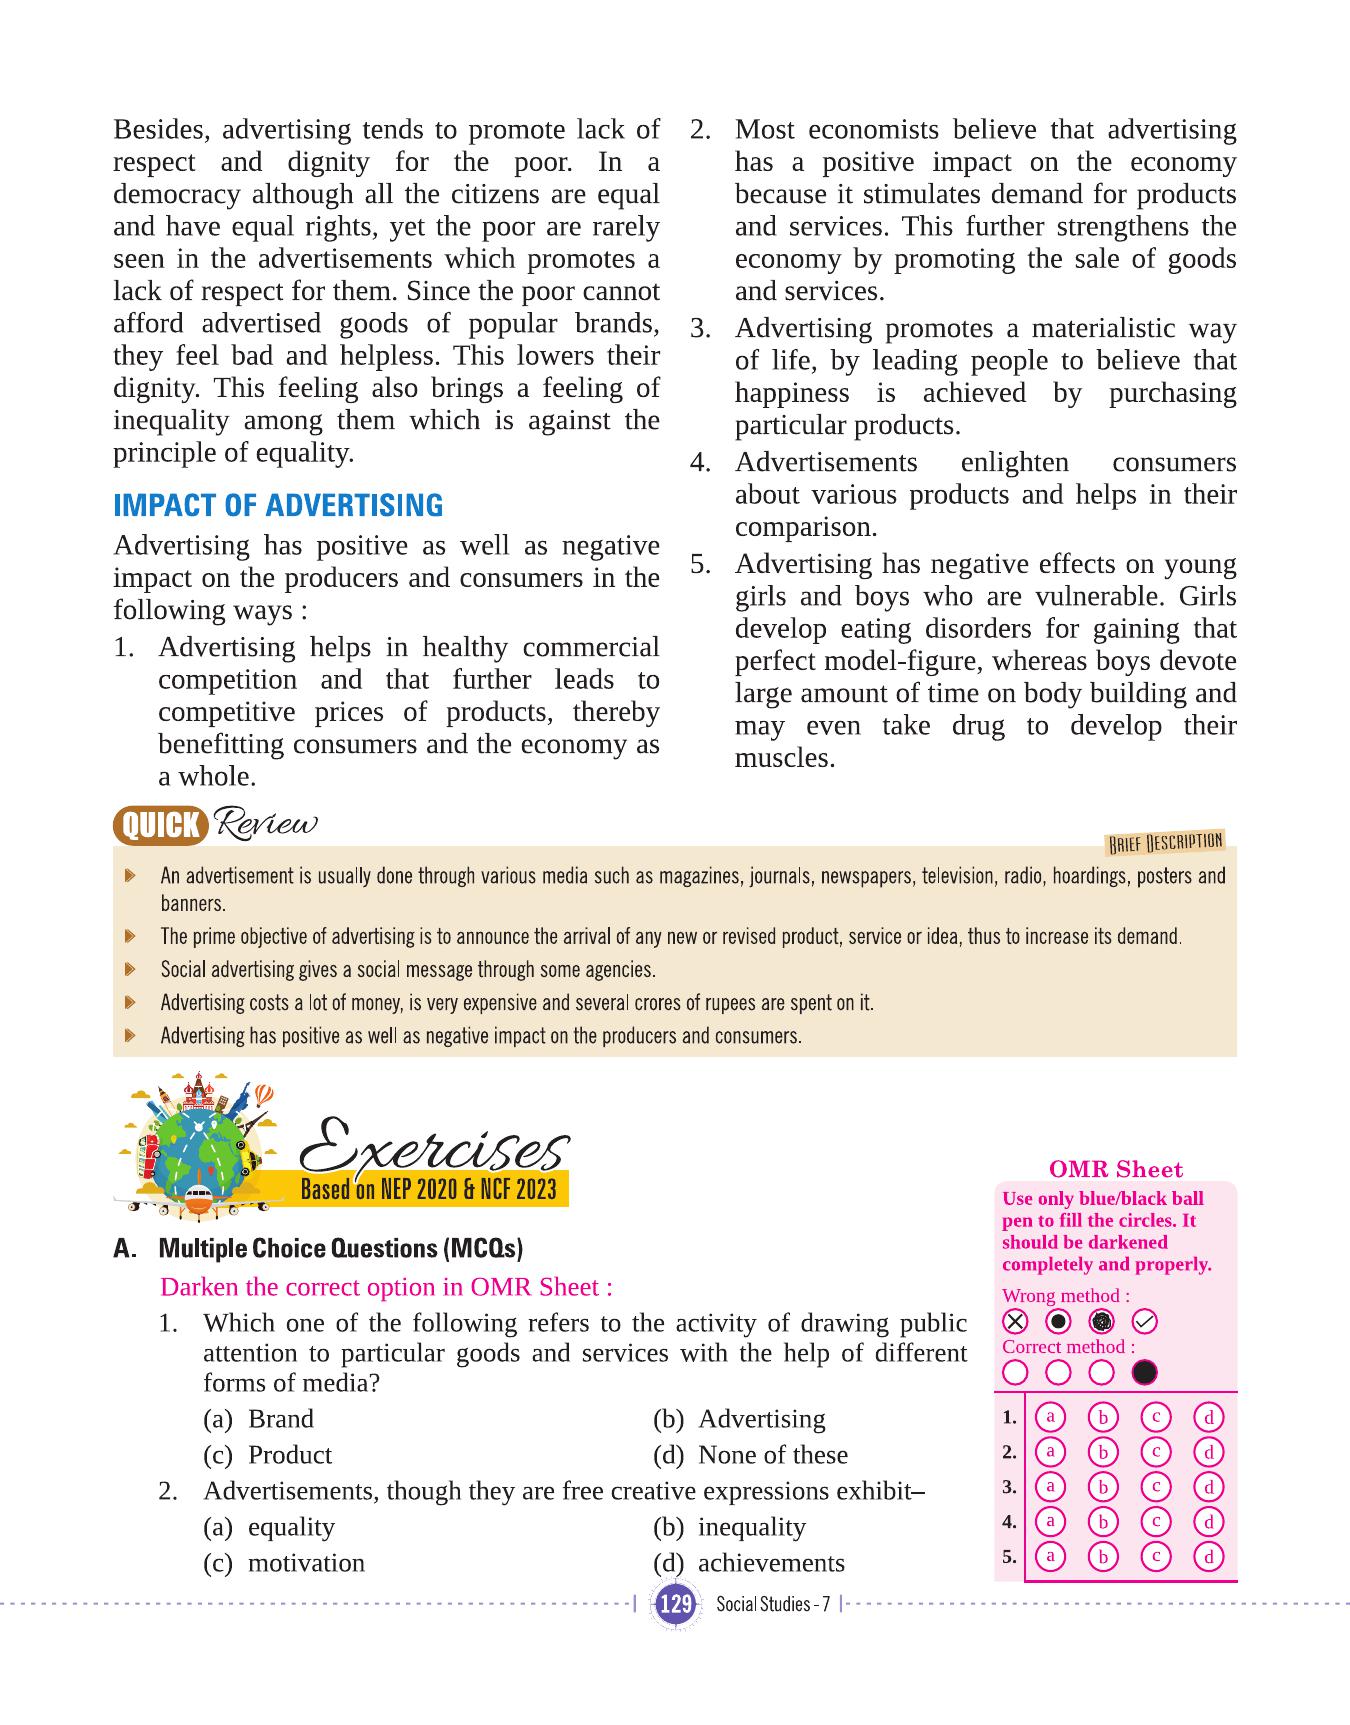 Besides, advertising tends to promote lack of
respect and dignity for the poor. In a
democracy although all the citizens are equal
and have equal rights, yet the poor are rarely
seen in the advertisements which promotes a
lack of respect for them. Since the poor cannot
afford advertised goods of popular brands,
they feel bad and helpless. This lowers their
dignity. This feeling also brings a feeling of
inequality among them which is against the
principle of equality.
IMPACT OF ADVERTISING
Advertising has positive as well as negative
impact on the producers and consumers in the
following ways :
1. Advertising helps in healthy commercial
competition and that further leads to
competitive prices of products, thereby
benefitting consumers and the economy as
a whole.
2. Most economists believe that advertising
has a positive impact on the economy
because it stimulates demand for products
and services. This further strengthens the
economy by promoting the sale of goods
and services.
3. Advertising promotes a materialistic way
of life, by leading people to believe that
happiness is achieved by purchasing
particular products.
4. Advertisements enlighten consumers
about various products and helps in their
comparison.
5. Advertising has negative effects on young
girls and boys who are vulnerable. Girls
develop eating disorders for gaining that
perfect model-figure, whereas boys devote
large amount of time on body building and
may even take drug to develop their
muscles.
QUICK Review
BRIEF DESCRIPTION
An advertisement is usually done through various media such as magazines, journals, newspapers, television, radio, hoardings, posters and
banners.
The prime objective of advertising is to announce the arrival of any new or revised product, service or idea, thus to increase its demand.
Social advertising gives a social message through some agencies.
Advertising costs a lot of money, is very expensive and several crores of rupees are spent on it.
Advertising has positive as well as negative impact on the producers and consumers.
Exercises
Based on NEP 2020 & NCF 2023
A. Multiple Choice Questions (MCQs)
Darken the correct option in OMR Sheet :
1. Which one of the following refers to the activity of drawing public
attention to particular goods and services with the help of different
forms of media?
(a) Brand (b) Advertising
(c) Product (d) None of these
2. Advertisements, though they are free creative expressions exhibit–
(a) equality (b) inequality
(c) motivation (d) achievements
OMR Sheet
Use only blue/black ball
pen to fill the circles. It
should be darkened
completely and properly.
Wrong method :
Correct method :
1. a b c d
2. a b c d
3. a b c d
4. a b c d
5. a b c d
129 Social Studies - 7